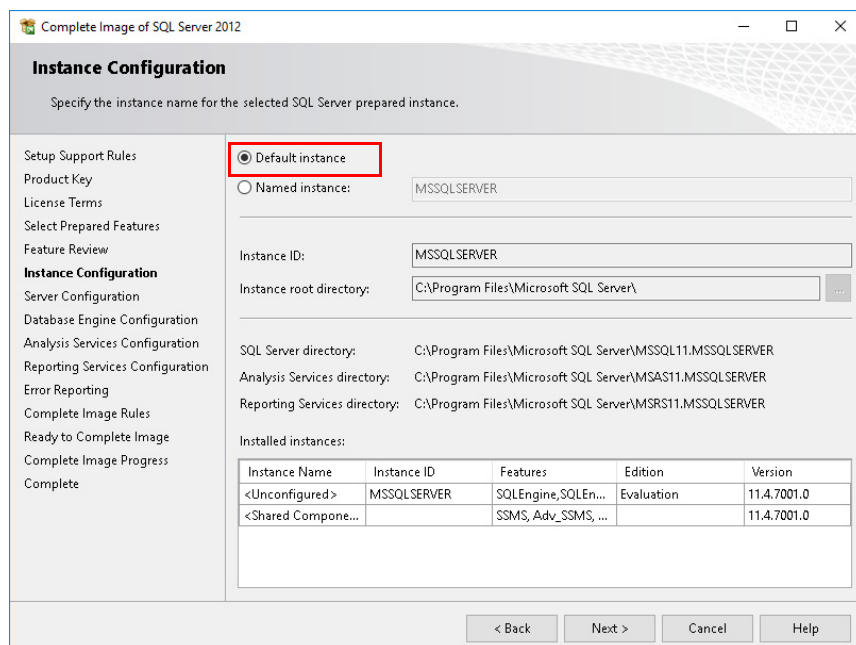 Complete Image of SQL Server 2012
Instance Configuration
Specify the instance name for the selected SQL Server prepared instance.
Setup Support Rules
Product Key
License Terms
Select Prepared Features
Feature Review
Instance Configuration
Server Configuration
Database Engine Configuration
Analysis Services Configuration
Reporting Services Configuration
Error Reporting
Complete Image Rules
Ready to Complete Image
Complete Image Progress
Complete
Default instance
Named instance: MSSQLSERVER
Instance ID: MSSQLSERVER
Instance root directory: C:\Program Files\Microsoft SQL Server\ ...
SQL Server directory: C:\Program Files\Microsoft SQL Server\MSSQL11.MSSQLSERVER
Analysis Services directory: C:\Program Files\Microsoft SQL Server\MSAS11.MSSQLSERVER
Reporting Services directory: C:\Program Files\Microsoft SQL Server\MSRS11.MSSQLSERVER
Installed instances:
Instance Name Instance ID Features Edition Version
<Unconfigured> MSSQLSERVER SQLEngine,SQLEn... Evaluation 11.4.7001.0
<Shared Compone... SSMS, Adv_SSMS, ... 11.4.7001.0
< Back Next > Cancel Help